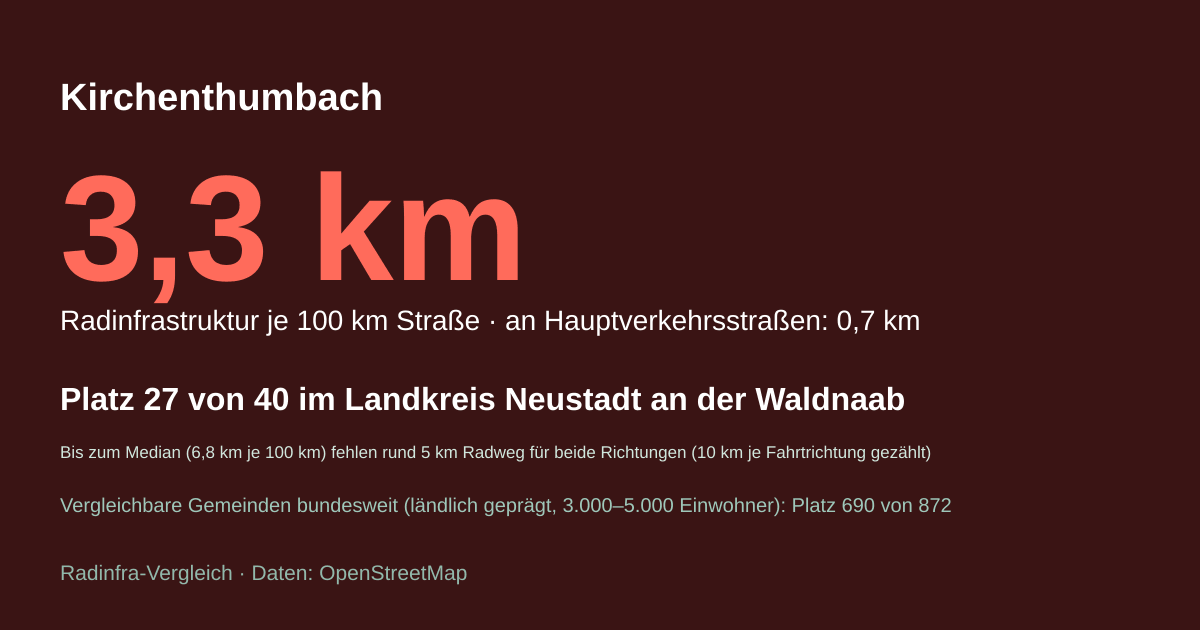 Kirchenthumbach
3,3 km
Radinfrastruktur je 100 km Straße · an Hauptverkehrsstraßen: 0,7 km
Platz 27 von 40 im Landkreis Neustadt an der Waldnaab
Bis zum Median (6,8 km je 100 km) fehlen rund 5 km Radweg für beide Richtungen (10 km je Fahrtrichtung gezählt)
Vergleichbare Gemeinden bundesweit (ländlich geprägt, 3.000–5.000 Einwohner): Platz 690 von 872
Radinfra-Vergleich · Daten: OpenStreetMap